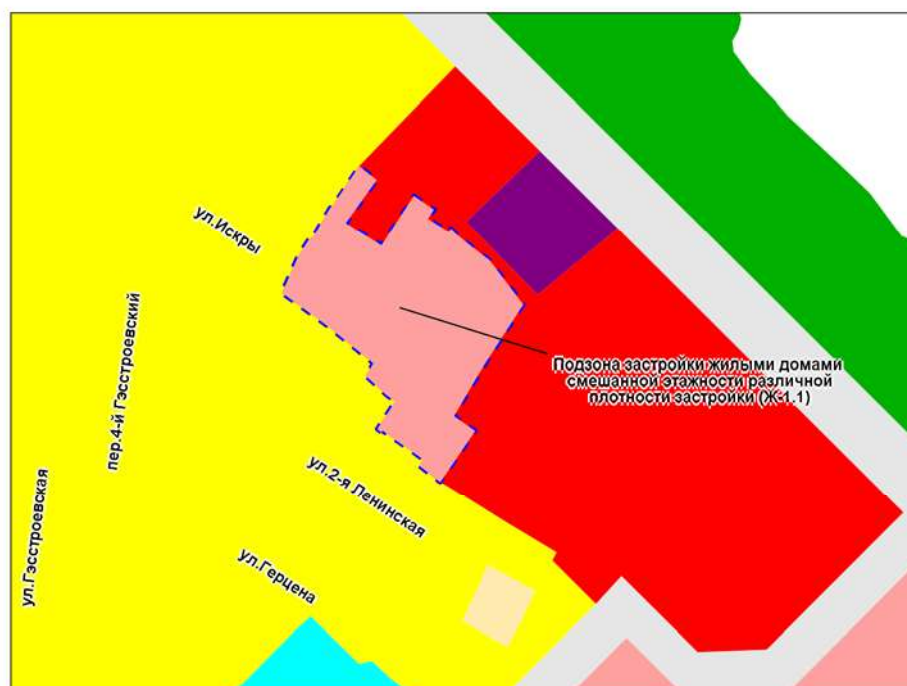 ул.Искры
пер.4-й Гэсстроевский
ул.Гэсстроевская
Подзона застройки жилыми домами
смешанной этажности различной
плотности застройки (Ж-1.1)
ул.2-я Ленинская
ул.Герцена